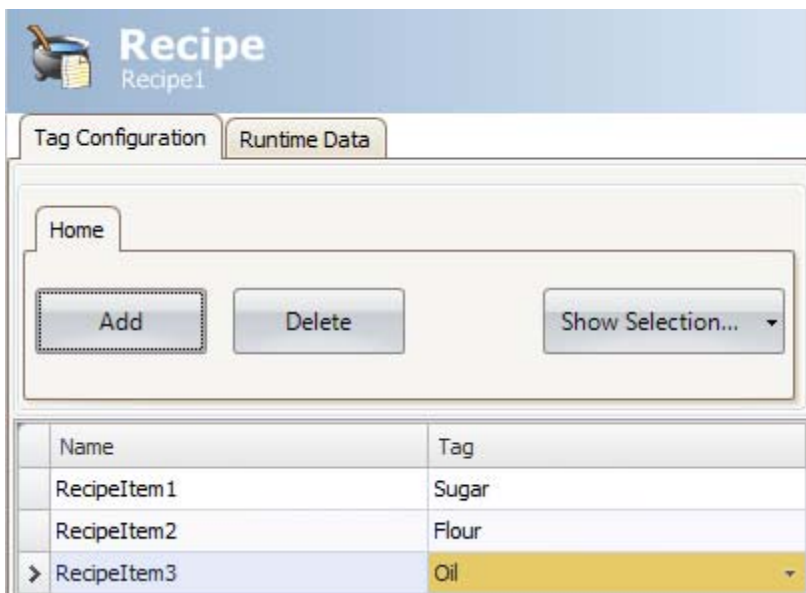 Recipe
Recipe1
Tag Configuration Runtime Data
Home
Add Delete Show Selection...
Name Tag
RecipeItem1 Sugar
RecipeItem2 Flour
RecipeItem3 Oil